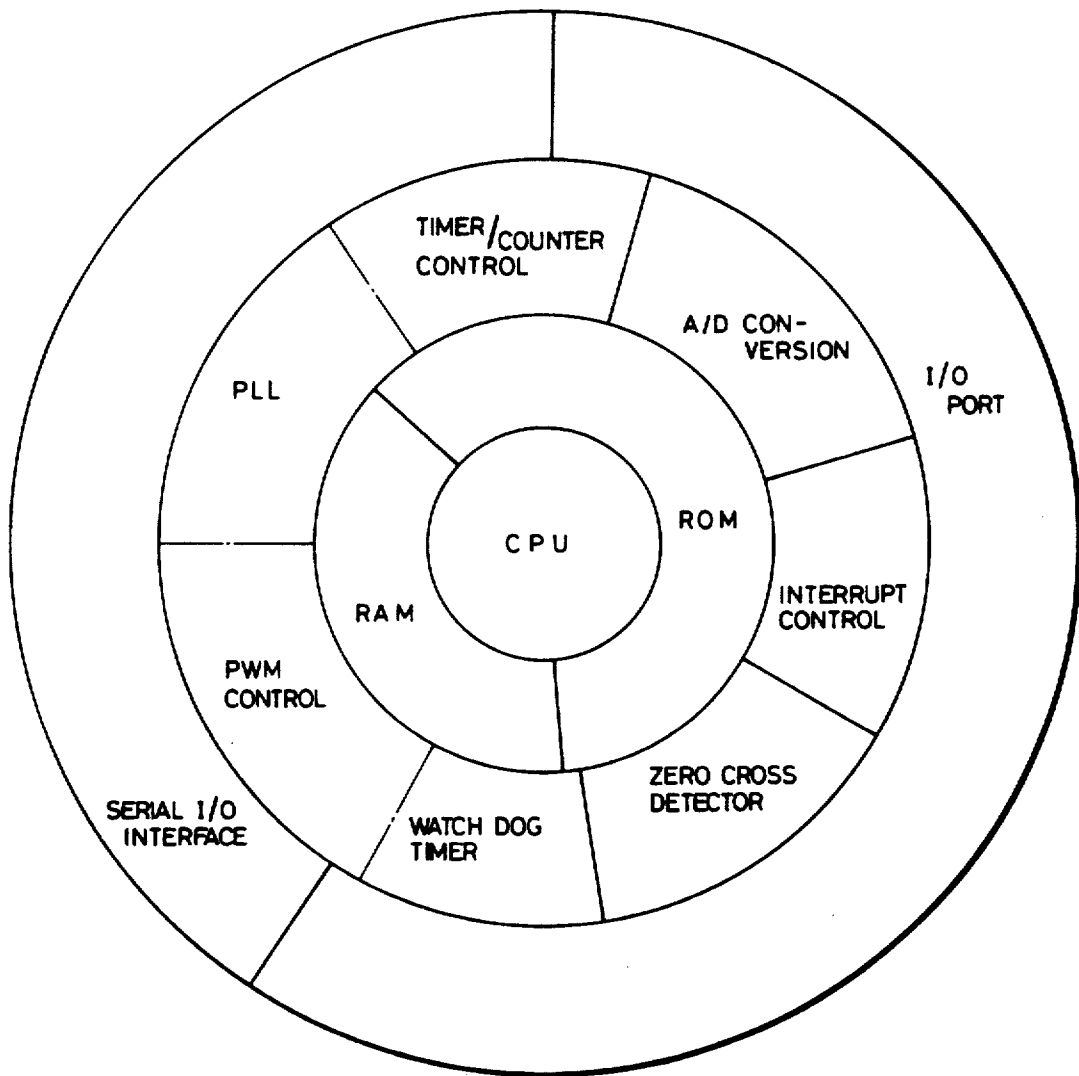 TIMER/COUNTER
CONTROL
A/D CON-
VERSION
I/O
PORT
PLL
ROM
CPU
RAM
INTERRUPT
CONTROL
PWM
CONTROL
ZERO CROSS
DETECTOR
SERIAL I/O
INTERFACE
WATCH DOG
TIMER